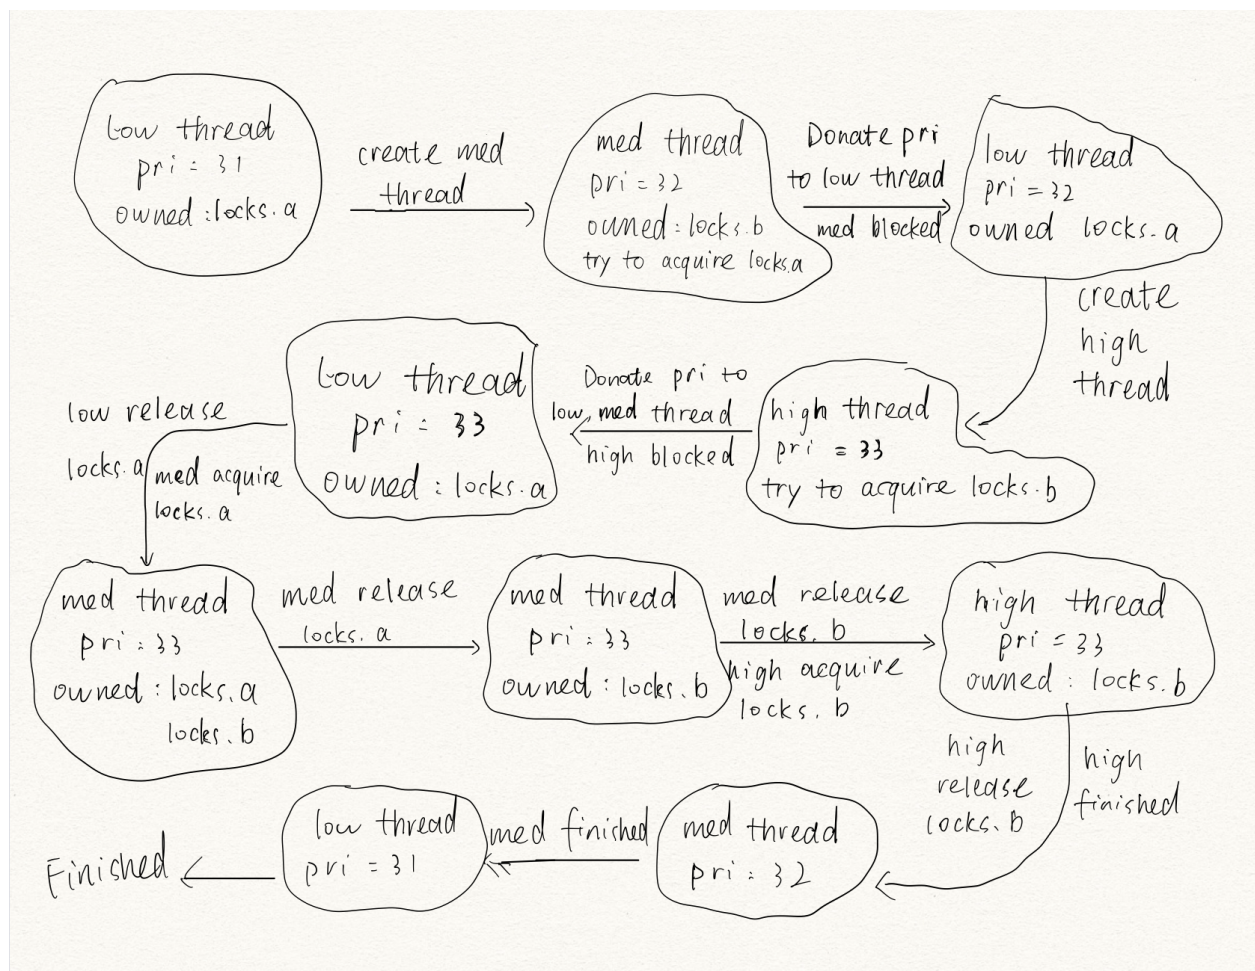 Low thread
pri = 31
owned : locks.a
create med
thread
med thread
pri = 32
owned : locks.b
try to acquire locks.a
Donate pri
to low thread
med blocked
low thread
pri = 32
owned locks.a
create
high
thread
high thread
pri = 33
try to acquire locks.b
Donate pri to
low, med thread
high blocked
Low thread
pri : 33
owned : locks.a
low release
locks.a
med acquire
locks.a
med thread
pri : 33
owned : locks.a
locks.b
med release
locks.a
med thread
pri : 33
owned : locks.b
med release
locks.b
high acquire
locks.b
high thread
pri = 33
owned : locks.b
high
release
locks.b
high
finished
med thread
pri : 32
med finished
low thread
pri = 31
Finished